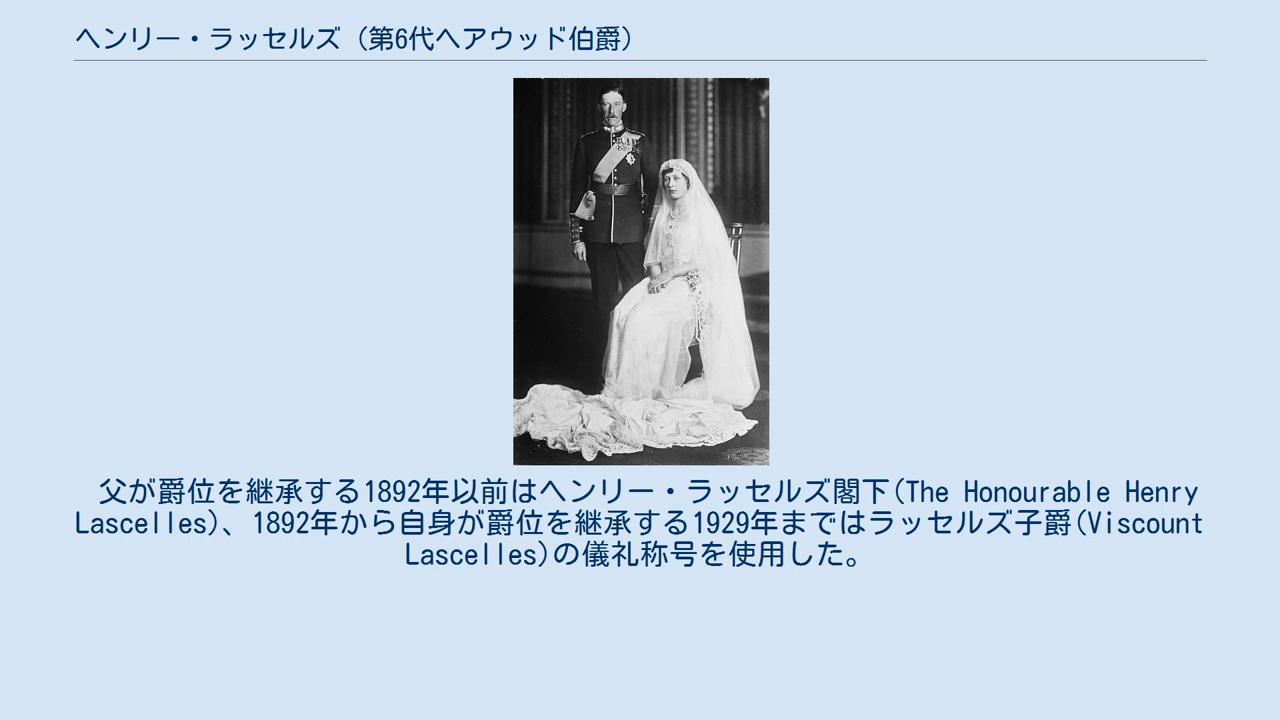 ヘンリー・ラッセルズ（第6代ヘアウッド伯爵）
父が爵位を継承する1892年以前はヘンリー・ラッセルズ閣下(The Honourable Henry
Lascelles)、1892年から自身が爵位を継承する1929年まではラッセルズ子爵(Viscount
Lascelles)の儀礼称号を使用した。